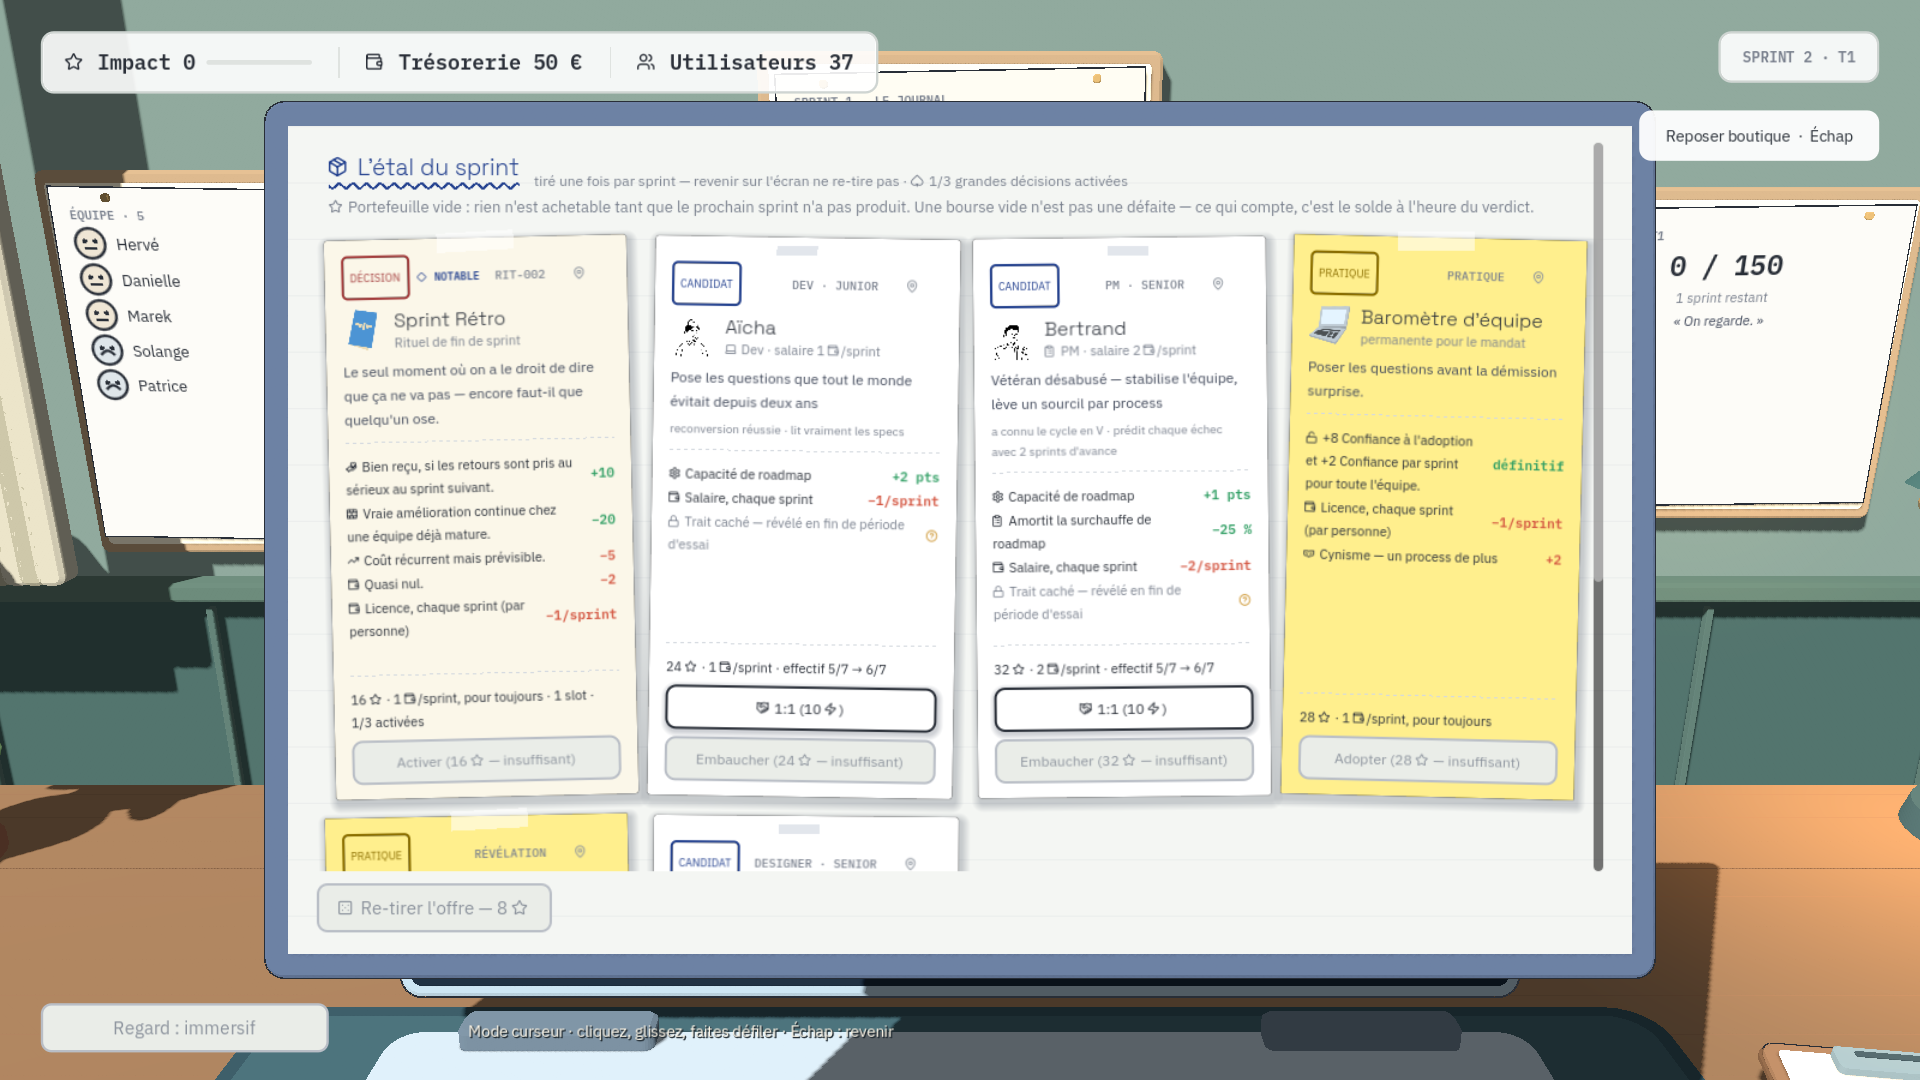 Impact 0
Trésorerie 50 €
Utilisateurs 37
SPRINT 2 · T1
SPRINT 1 LE JOURNAL
Reposer boutique · Échap
L'étal du sprint
tiré une fois par sprint — revenir sur l'écran ne re-tire pas · 1/3 grandes décisions activées
Portefeuille vide : rien n'est achetable tant que le prochain sprint n'a pas produit. Une bourse vide n'est pas une défaite — ce qui compte, c'est le solde à l'heure du verdict.
ÉQUIPE · 5
Hervé
Danielle
Marek
Solange
Patrice
T1
0 / 150
1 sprint restant
« On regarde. »
DÉCISION
NOTABLE RIT-002
Sprint Rétro
Rituel de fin de sprint
Le seul moment où on a le droit de dire
que ça ne va pas — encore faut-il que
quelqu'un ose.
Bien reçu, si les retours sont pris au
sérieux au sprint suivant.
+10
Vraie amélioration continue chez
une équipe déjà mature.
−20
Coût récurrent mais prévisible.
−5
Quasi nul.
−2
Licence, chaque sprint (par
personne)
−1/sprint
16 · 1 /sprint, pour toujours · 1 slot ·
1/3 activées
Activer (16 — insuffisant)
CANDIDAT
DEV · JUNIOR
Aïcha
Dev · salaire 1 /sprint
Pose les questions que tout le monde
évitait depuis deux ans
reconversion réussie · lit vraiment les specs
Capacité de roadmap
+2 pts
Salaire, chaque sprint
−1/sprint
Trait caché — révélé en fin de période
d'essai
24 · 1 /sprint · effectif 5/7 → 6/7
1:1 (10 )
Embaucher (24 — insuffisant)
CANDIDAT
PM · SENIOR
Bertrand
PM · salaire 2 /sprint
Vétéran désabusé — stabilise l'équipe,
lève un sourcil par process
a connu le cycle en V · prédit chaque échec
avec 2 sprints d'avance
Capacité de roadmap
+1 pts
Amortit la surchauffe de
roadmap
−25 %
Salaire, chaque sprint
−2/sprint
Trait caché — révélé en fin de
période d'essai
32 · 2 /sprint · effectif 5/7 → 6/7
1:1 (10 )
Embaucher (32 — insuffisant)
PRATIQUE
PRATIQUE
Baromètre d'équipe
permanente pour le mandat
Poser les questions avant la démission
surprise.
+8 Confiance à l'adoption
et +2 Confiance par sprint
pour toute l'équipe.
définitif
Licence, chaque sprint
(par personne)
−1/sprint
Cynisme — un process de plus
+2
28 · 1 /sprint, pour toujours
Adopter (28 — insuffisant)
PRATIQUE
RÉVÉLATION
CANDIDAT
DESIGNER · SENIOR
Re-tirer l'offre — 8
Regard : immersif
Mode curseur · cliquez, glissez, faites défiler · Échap : revenir